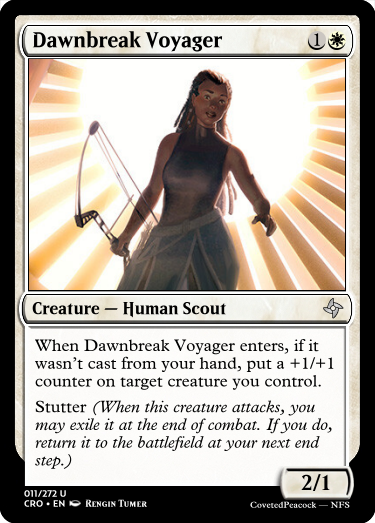 Dawnbreak Voyager 1
Creature — Human Scout
When Dawnbreak Voyager enters, if it
wasn't cast from your hand, put a +1/+1
counter on target creature you control.
Stutter (When this creature attacks, you
may exile it at the end of combat. If you do,
return it to the battlefield at your next end
step.)
2/1
011/272 U
CRO • EN Rengin Tumer
CovetedPeacock — NFS